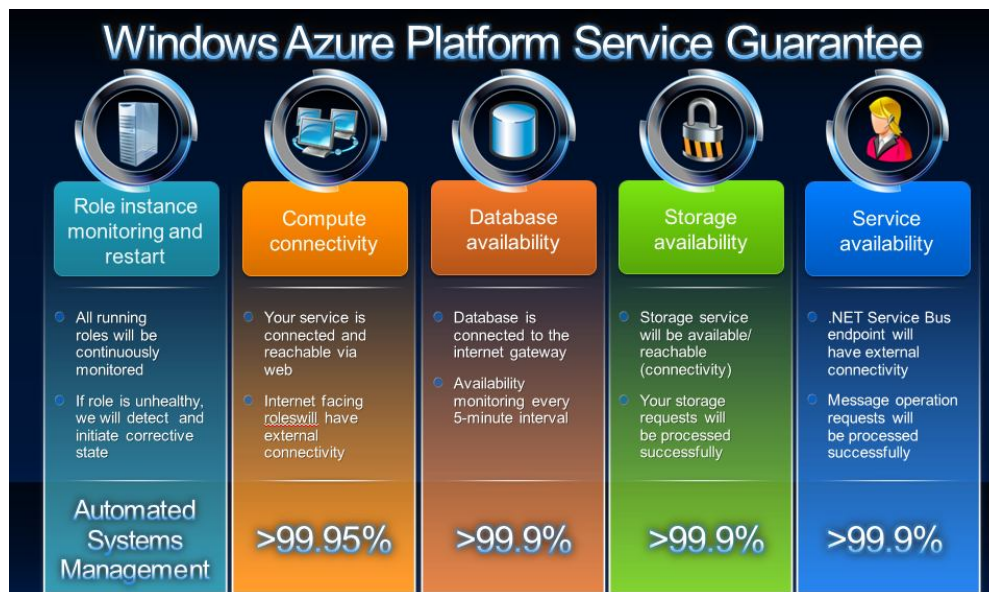 Windows Azure Platform Service Guarantee
Role instance
monitoring and
restart
All running
roles will be
continuously
monitored
If role is unhealthy,
we will detect and
initiate corrective
state
Automated
Systems
Management
Compute
connectivity
Your service is
connected and
reachable via
web
Internet facing
roleswill have
external
connectivity
>99.95%
Database
availability
Database is
connected to the
internet gateway
Availability
monitoring every
5-minute interval
>99.9%
Storage
availability
Storage service
will be available/
reachable
(connectivity)
Your storage
requests will
be processed
successfully
>99.9%
Service
availability
.NET Service Bus
endpoint will
have external
connectivity
Message operation
requests will
be processed
successfully
>99.9%